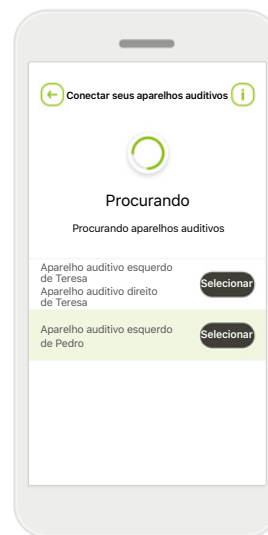 Conectar seus aparelhos auditivos i
Procurando
Procurando aparelhos auditivos
Aparelho auditivo esquerdo
de Teresa
Aparelho auditivo direito
de Teresa
Selecionar
Aparelho auditivo esquerdo
de Pedro
Selecionar